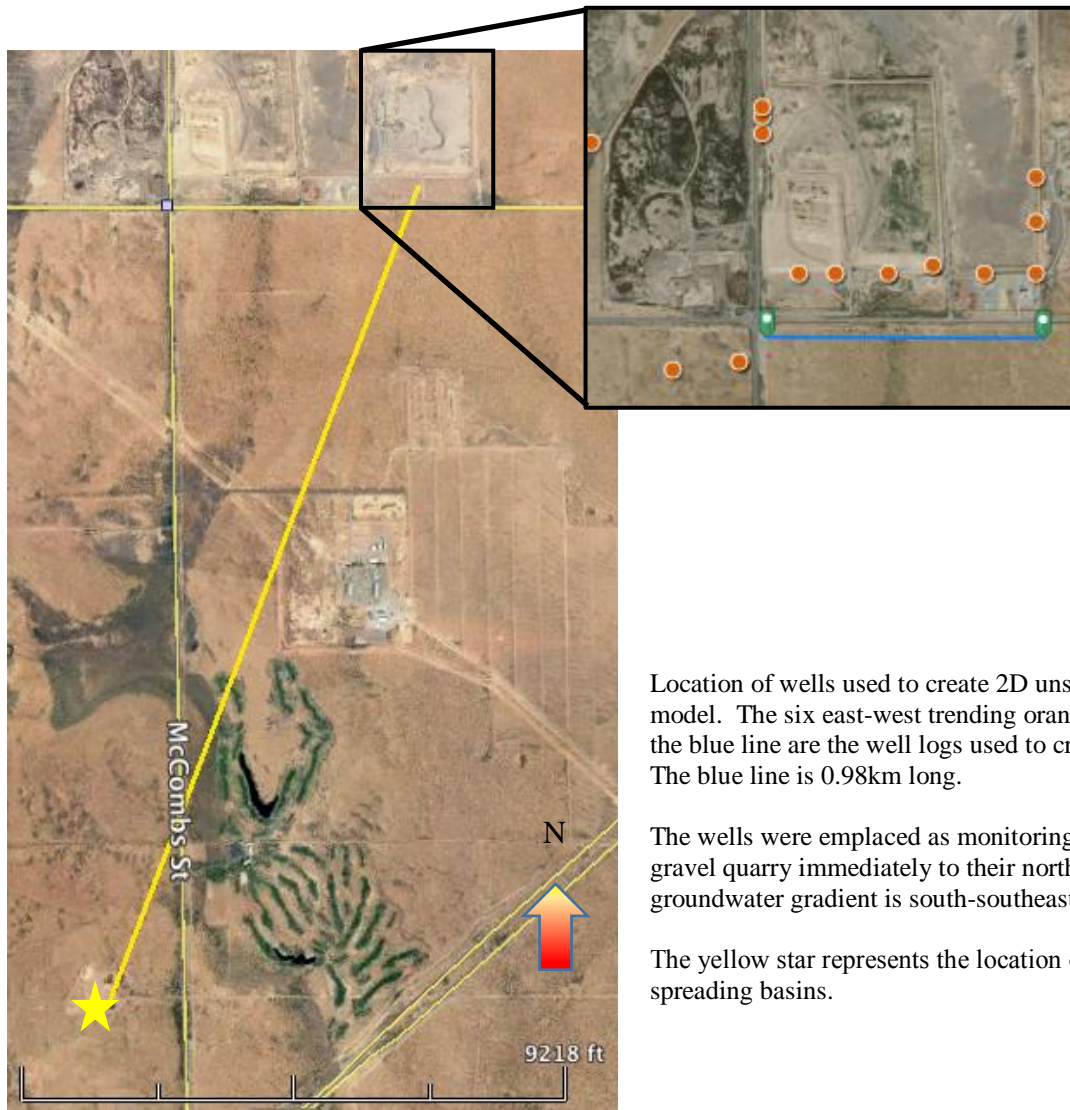 Location of wells used to create 2D uns
model. The six east-west trending oran
the blue line are the well logs used to cr
The blue line is 0.98km long.
McCombs St
N
The wells were emplaced as monitoring
gravel quarry immediately to their north
groundwater gradient is south-southeast
The yellow star represents the location
spreading basins.
9218 ft